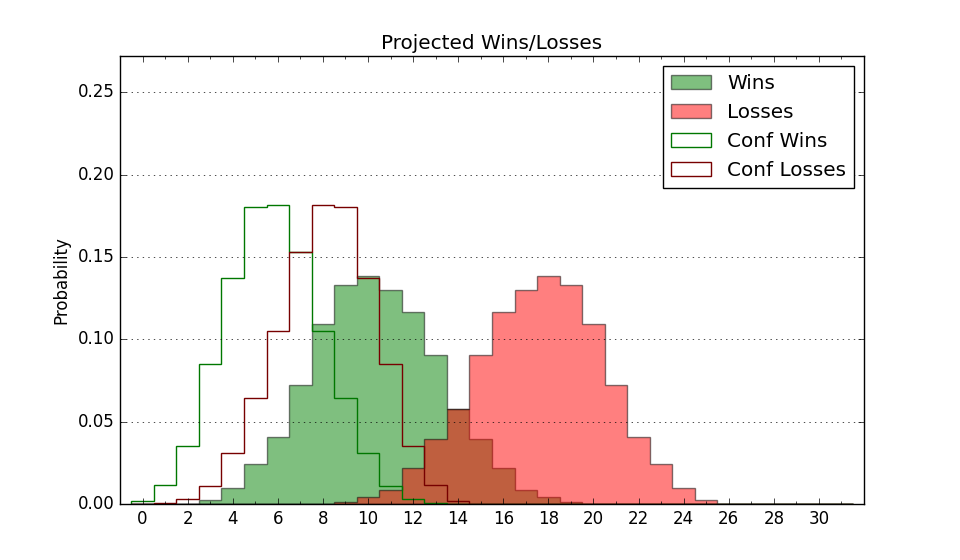 Projected Wins/Losses
Wins
Losses
Conf Wins
Conf Losses
Probability
0.25
0.20
0.15
0.10
0.05
0.00
0 2 4 6 8 10 12 14 16 18 20 22 24 26 28 30